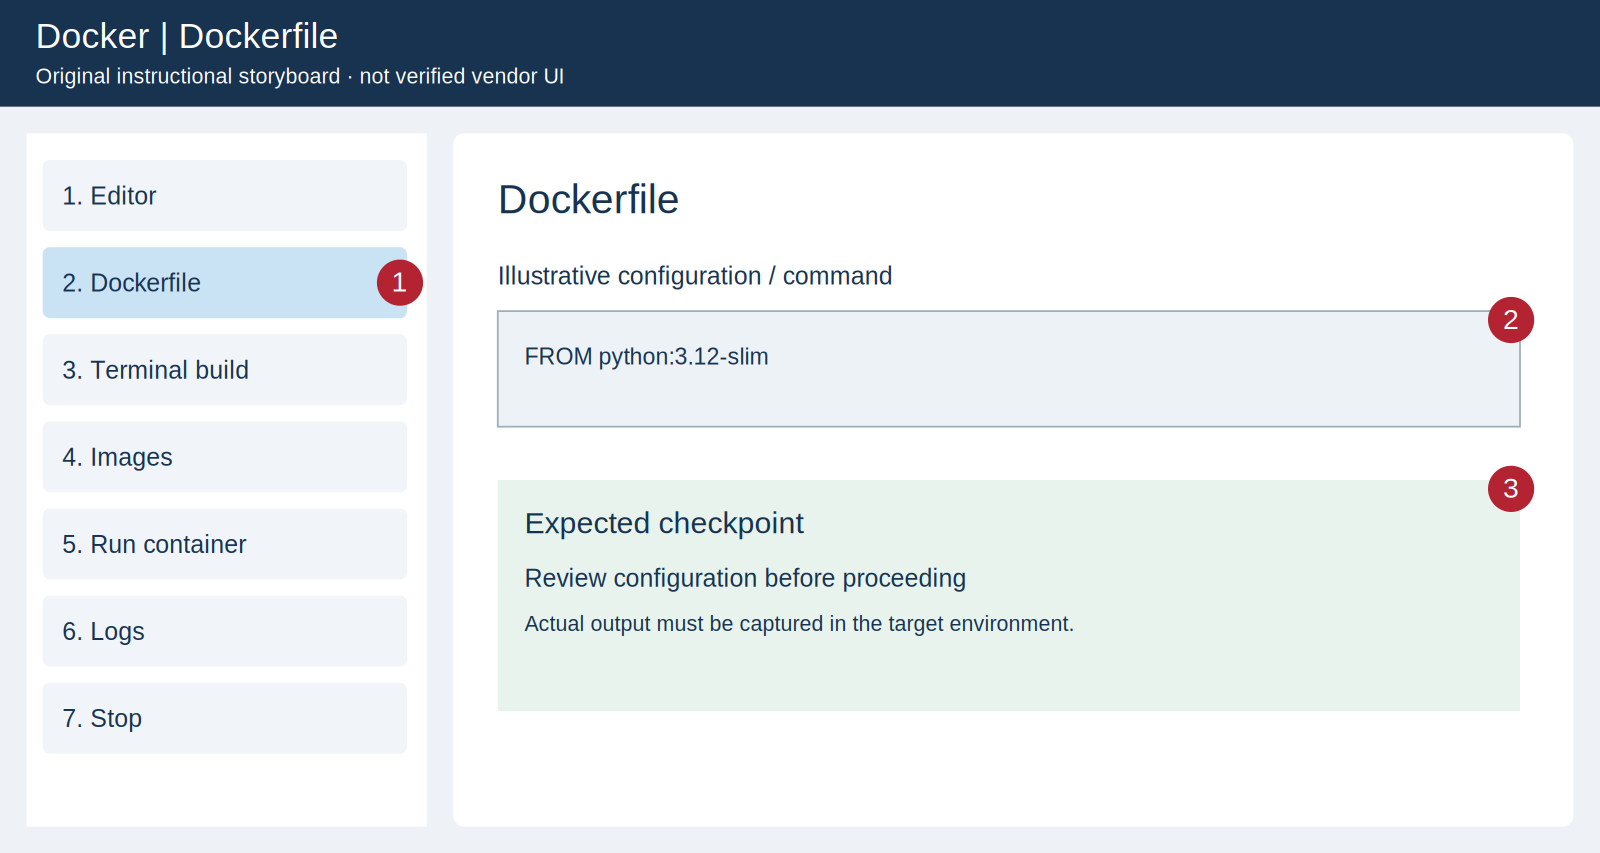 Docker | Dockerfile
Original instructional storyboard · not verified vendor UI
1. Editor
2. Dockerfile
1
3. Terminal build
4. Images
5. Run container
6. Logs
7. Stop
Dockerfile
Illustrative configuration / command
2
FROM python:3.12-slim
3
Expected checkpoint
Review configuration before proceeding
Actual output must be captured in the target environment.